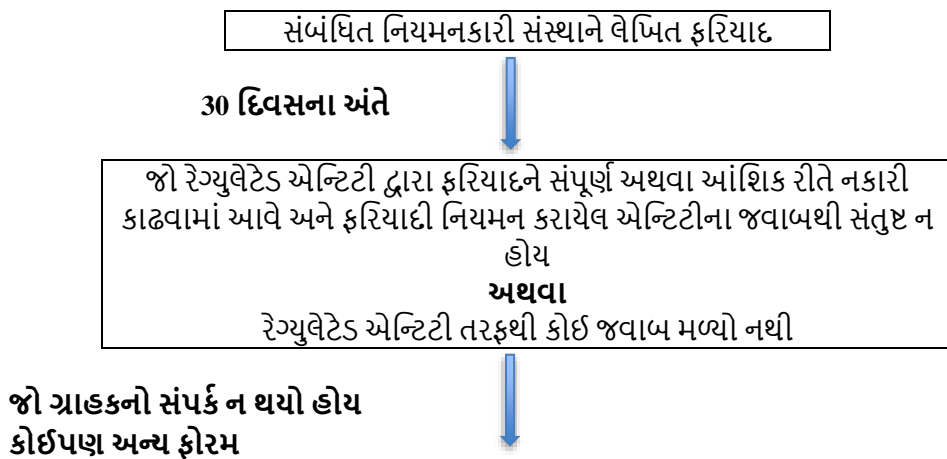 સંબંધિત નિયમનકારી સંસ્થાને લેખિત ફરિયાદ
30 દિવસના અંતે
જો રેગ્યુલેટેડ એન્ટિટી દ્વારા ફરિયાદને સંપૂર્ણ અથવા આંશિક રીતે નકારી
કાઢવામાં આવે અને ફરિયાદી નિયમન કરાયેલ એન્ટિટીના જવાબથી સંતુષ્ટ ન
હોય
અથવા
રેગ્યુલેટેડ એન્ટિટી તરફથી કોઈ જવાબ મળ્યો નથી
જો ગ્રાહકનો સંપર્ક ન થયો હોય
કોઈપણ અન્ય ફોરમ